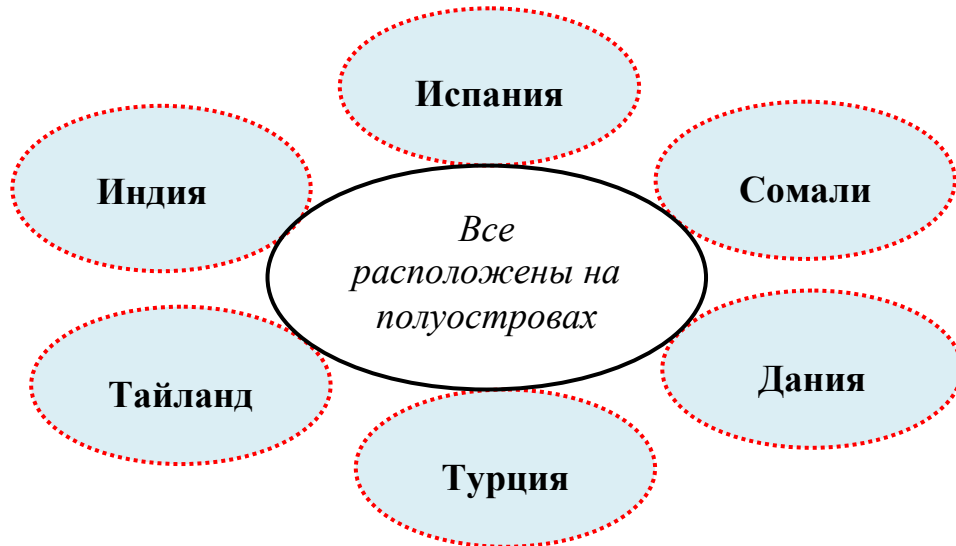 Испания
Индия
Сомали
Все
расположены на
полуостровах
Тайланд
Дания
Турция